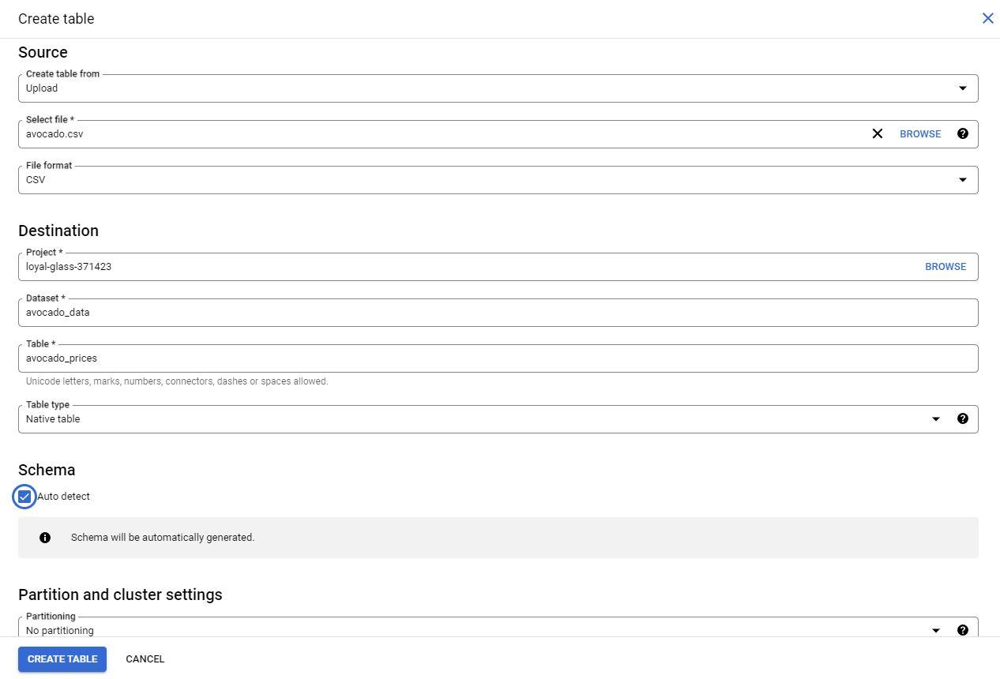 Create table
Source
Create table from
Upload
Select file *
avocado.csv
BROWSE
File format
CSV
Destination
Project *
loyal-glass-371423
BROWSE
Dataset *
avocado_data
Table *
avocado_prices
Unicode letters, marks, numbers, connectors, dashes or spaces allowed.
Table type
Native table
Schema
Auto detect
Schema will be automatically generated.
Partition and cluster settings
Partitioning
No partitioning
CREATE TABLE CANCEL